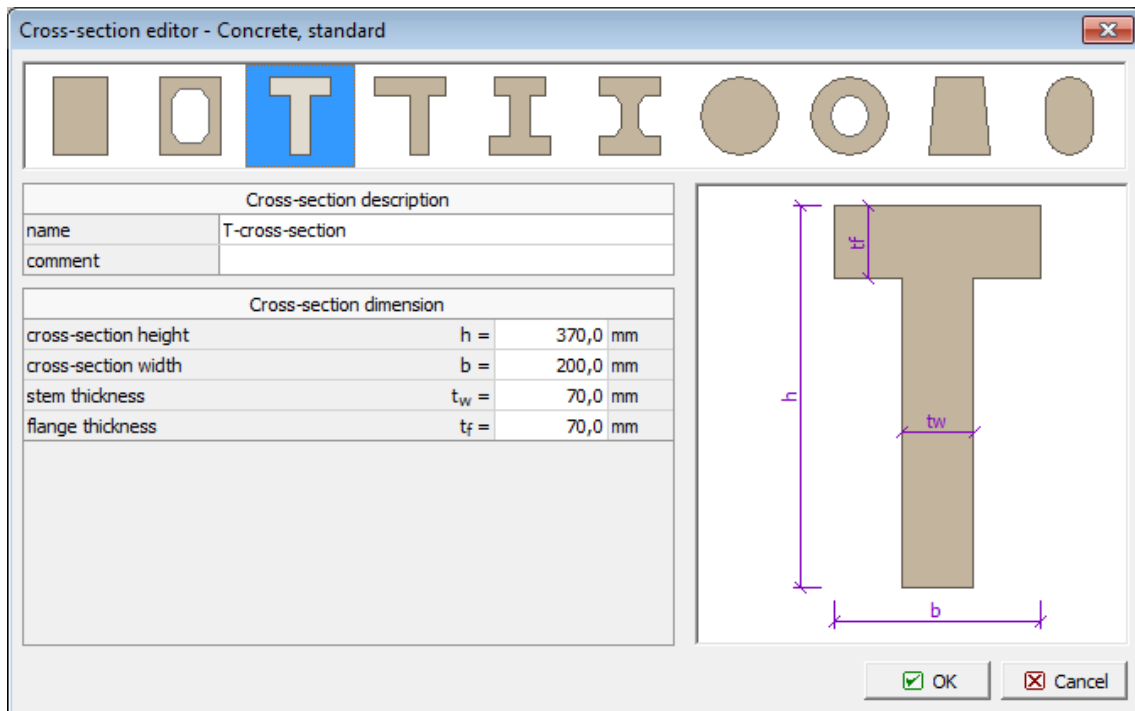 Cross-section editor - Concrete, standard
Cross-section description
name T-cross-section
comment
Cross-section dimension
cross-section height h = 370,0 mm
cross-section width b = 200,0 mm
stem thickness tw = 70,0 mm
flange thickness tf = 70,0 mm
tf
h
tw
b
OK Cancel